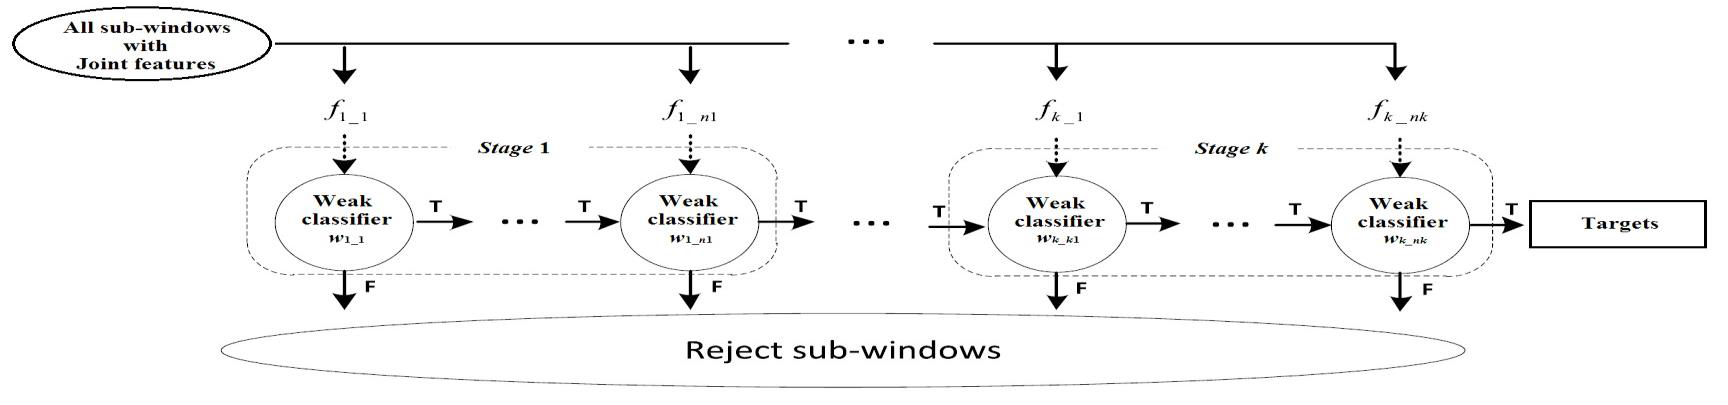 All sub-windows
with
Joint features
...
f1_1
f1_n1
fk_1
fk_nk
Stage 1
Stage k
Weak
classifier
w1_1
T
...
T
Weak
classifier
w1_n1
T
...
T
Weak
classifier
wk_k1
T
...
T
Weak
classifier
wk_nk
T
Targets
F
F
F
F
Reject sub-windows